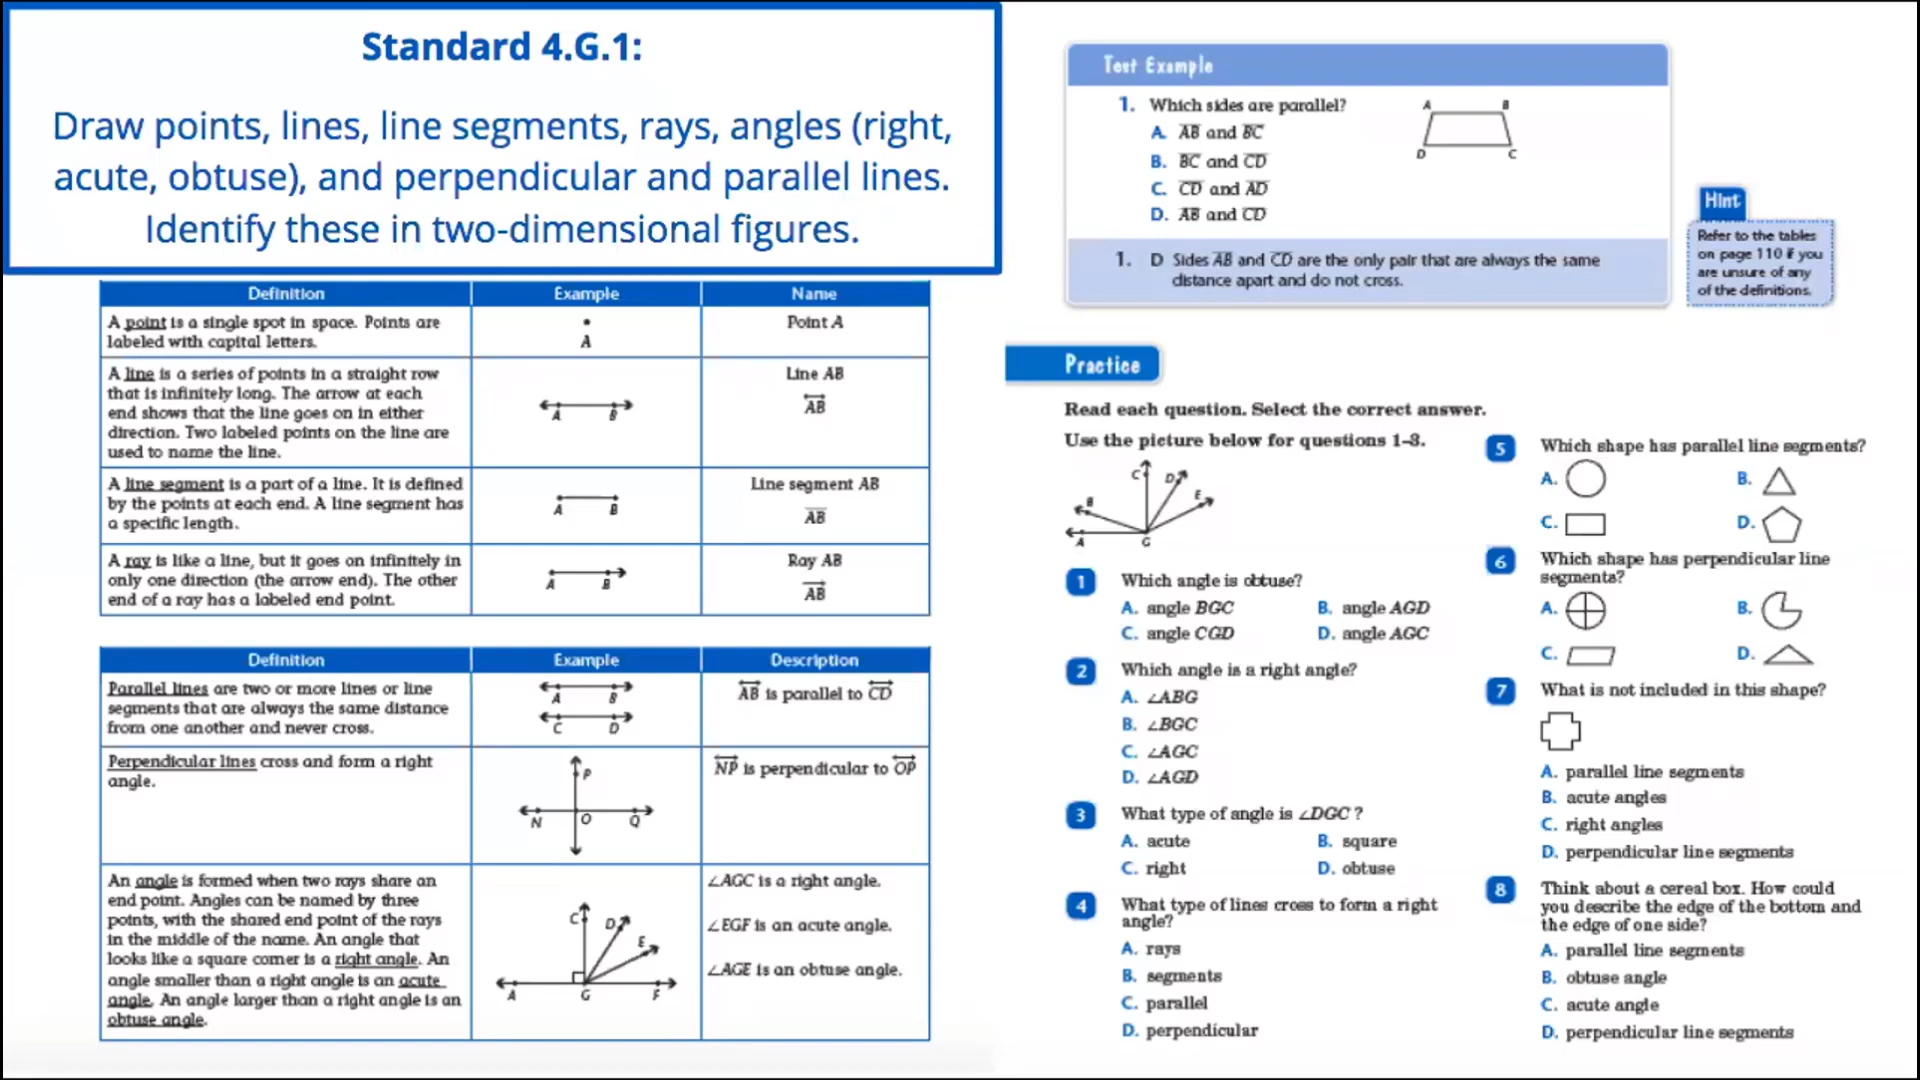 Standard 4.G.1:
Draw points, lines, line segments, rays, angles (right,
acute, obtuse), and perpendicular and parallel lines.
Identify these in two-dimensional figures.
Definition Example Name
A point is a single spot in space. Points are
labeled with capital letters.
A
Point A
A line is a series of points in a straight row
that is infinitely long. The arrow at each
end shows that the line goes on in either
direction. Two labeled points on the line are
used to name the line.
A B
Line AB
AB
A line segment is a part of a line. It is defined
by the points at each end. A line segment has
a specific length.
A B
Line segment AB
AB
A ray is like a line, but it goes on infinitely in
only one direction (the arrow end). The other
end of a ray has a labeled end point.
A B
Ray AB
AB
Definition Example Description
Parallel lines are two or more lines or line
segments that are always the same distance
from one another and never cross.
A B
C D
AB is parallel to CD
Perpendicular lines cross and form a right
angle.
P
N O Q
NP is perpendicular to OP
An angle is formed when two rays share an
end point. Angles can be named by three
points, with the shared end point of the rays
in the middle of the name. An angle that
looks like a square corner is a right angle. An
angle smaller than a right angle is an acute
angle. An angle larger than a right angle is an
obtuse angle.
C D
E
A G F
∠AGC is a right angle.
∠EGF is an acute angle.
∠AGE is an obtuse angle.
Test Example
1. Which sides are parallel?
A. AB and BC
B. BC and CD
C. CD and AD
D. AB and CD
A B
D C
1. D Sides AB and CD are the only pair that are always the same
distance apart and do not cross.
Hint
Refer to the tables
on page 110 if you
are unsure of any
of the definitions.
Practice
Read each question. Select the correct answer.
Use the picture below for questions 1–3.
C D
B E
A G
1 Which angle is obtuse?
A. angle BGC B. angle AGD
C. angle CGD D. angle AGC
2 Which angle is a right angle?
A. ∠ABG
B. ∠BGC
C. ∠AGC
D. ∠AGD
3 What type of angle is ∠DGC ?
A. acute B. square
C. right D. obtuse
4 What type of lines cross to form a right
angle?
A. rays
B. segments
C. parallel
D. perpendicular
5 Which shape has parallel line segments?
A. B.
C. D.
6 Which shape has perpendicular line
segments?
A. B.
C. D.
7 What is not included in this shape?
A. parallel line segments
B. acute angles
C. right angles
D. perpendicular line segments
8 Think about a cereal box. How could
you describe the edge of the bottom and
the edge of one side?
A. parallel line segments
B. obtuse angle
C. acute angle
D. perpendicular line segments